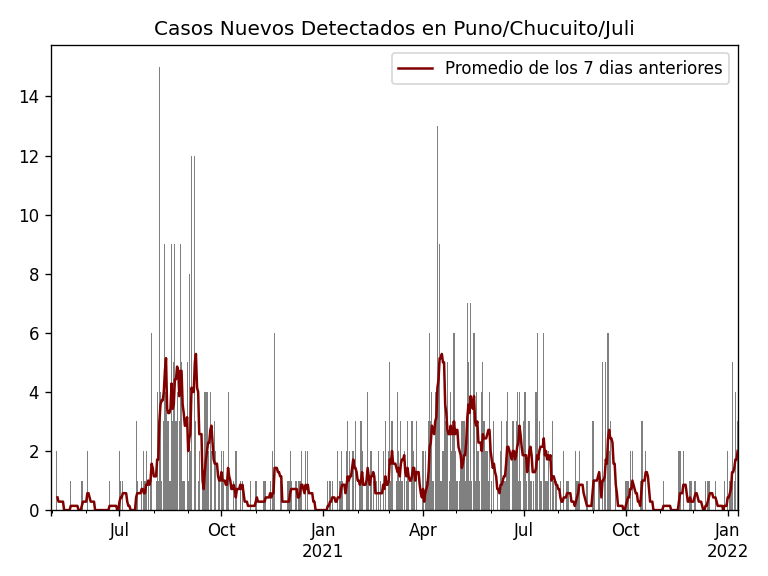 Casos Nuevos Detectados en Puno/Chucuito/Juli
Promedio de los 7 dias anteriores
14
12
10
8
6
4
2
0
Jul
Oct
Jan
2021
Apr
Jul
Oct
Jan
2022